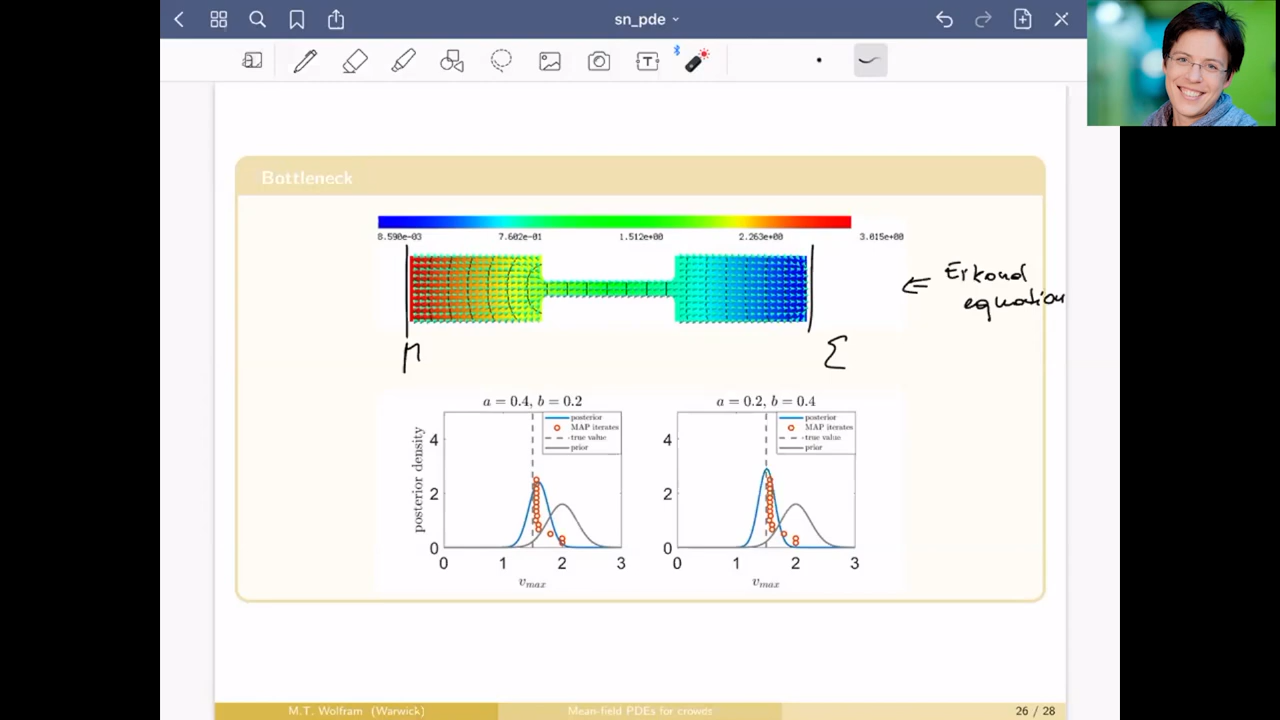 sn_pde
Bottleneck
8.590e-03 7.602e-01 1.512e+00 2.263e+00 3.015e+00
Eikonal
equation
Γ Σ
a = 0.4, b = 0.2 a = 0.2, b = 0.4
posterior
MAP iterates
true value
prior
posterior
MAP iterates
true value
prior
posterior density
4
2
0
0 1 2 3
v_max
4
2
0
0 1 2 3
v_max
M.T. Wolfram (Warwick) Mean-field PDEs for crowds 26 / 28